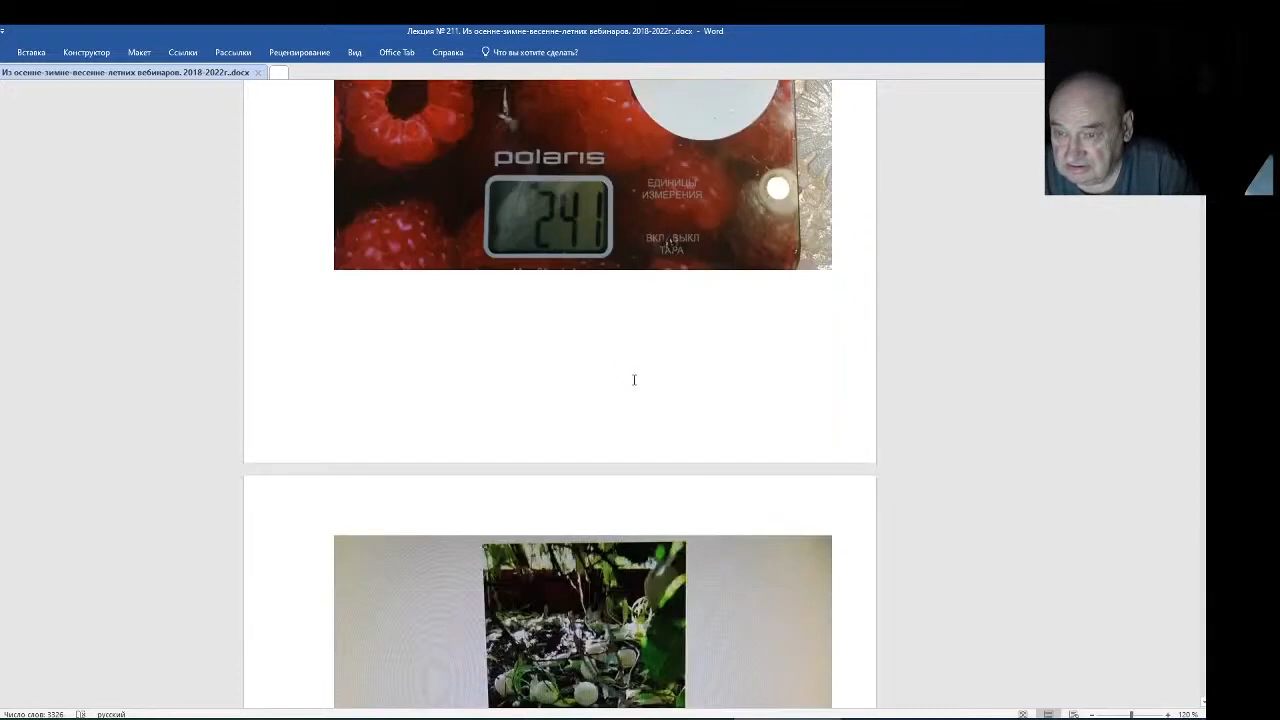 Лекция № 211. Из осенне-зимне-весенне-летних вебинаров. 2018-2022г..docx - Word
Вставка Конструктор Макет Ссылки Рассылки Рецензирование Вид Office Tab Справка Что вы хотите сделать?
Из осенне-зимне-весенне-летних вебинаров. 2018-2022г..docx
polaris
ЕДИНИЦЫ
ИЗМЕРЕНИЯ
241
ВКЛ / ВЫКЛ
ТАРА
Число слов: 3326 русский 120 %